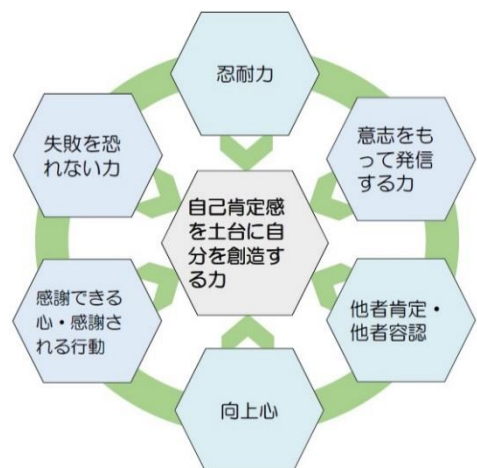 忍耐力
失敗を恐
れない力
意志をも
って発信
する力
自己肯定感
を土台に自
分を創造す
る力
感謝できる
心・感謝さ
れる行動
他者肯定・
他者容認
向上心